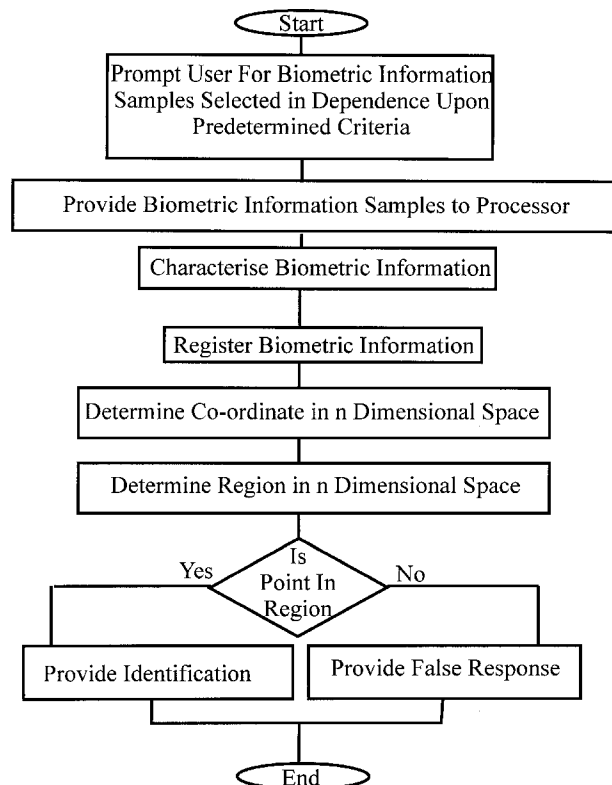 Start
Prompt User For Biometric Information
Samples Selected in Dependence Upon
Predetermined Criteria
Provide Biometric Information Samples to Processor
Characterise Biometric Information
Register Biometric Information
Determine Co-ordinate in n Dimensional Space
Determine Region in n Dimensional Space
Is
Point In
Region
Yes
No
Provide Identification
Provide False Response
End